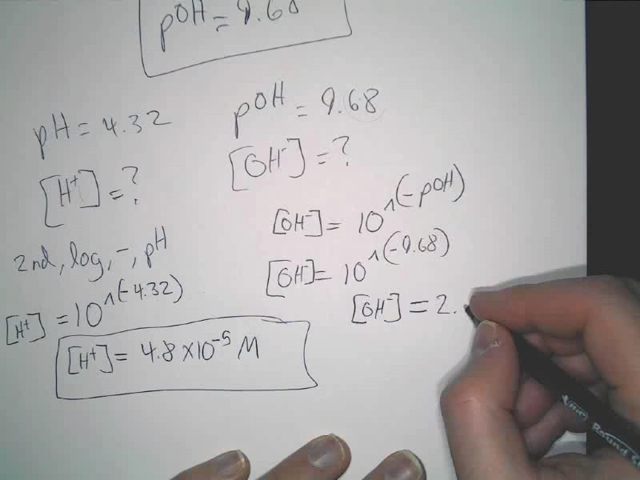 pOH = 9.68
pH = 4.32
[H⁺] = ?
2nd, log, -, pH
[H⁺] = 10^(-4.32)
[H⁺] = 4.8 x 10⁻⁵ M
pOH = 9.68
[OH⁻] = ?
[OH⁻] = 10^(-pOH)
[OH⁻] = 10^(-9.68)
[OH⁻] = 2.